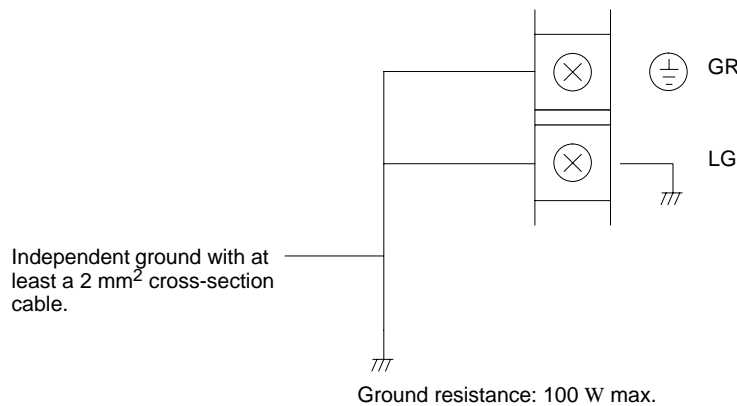 GR
LG
Independent ground with at
least a 2 mm2 cross-section
cable.
Ground resistance: 100 W max.